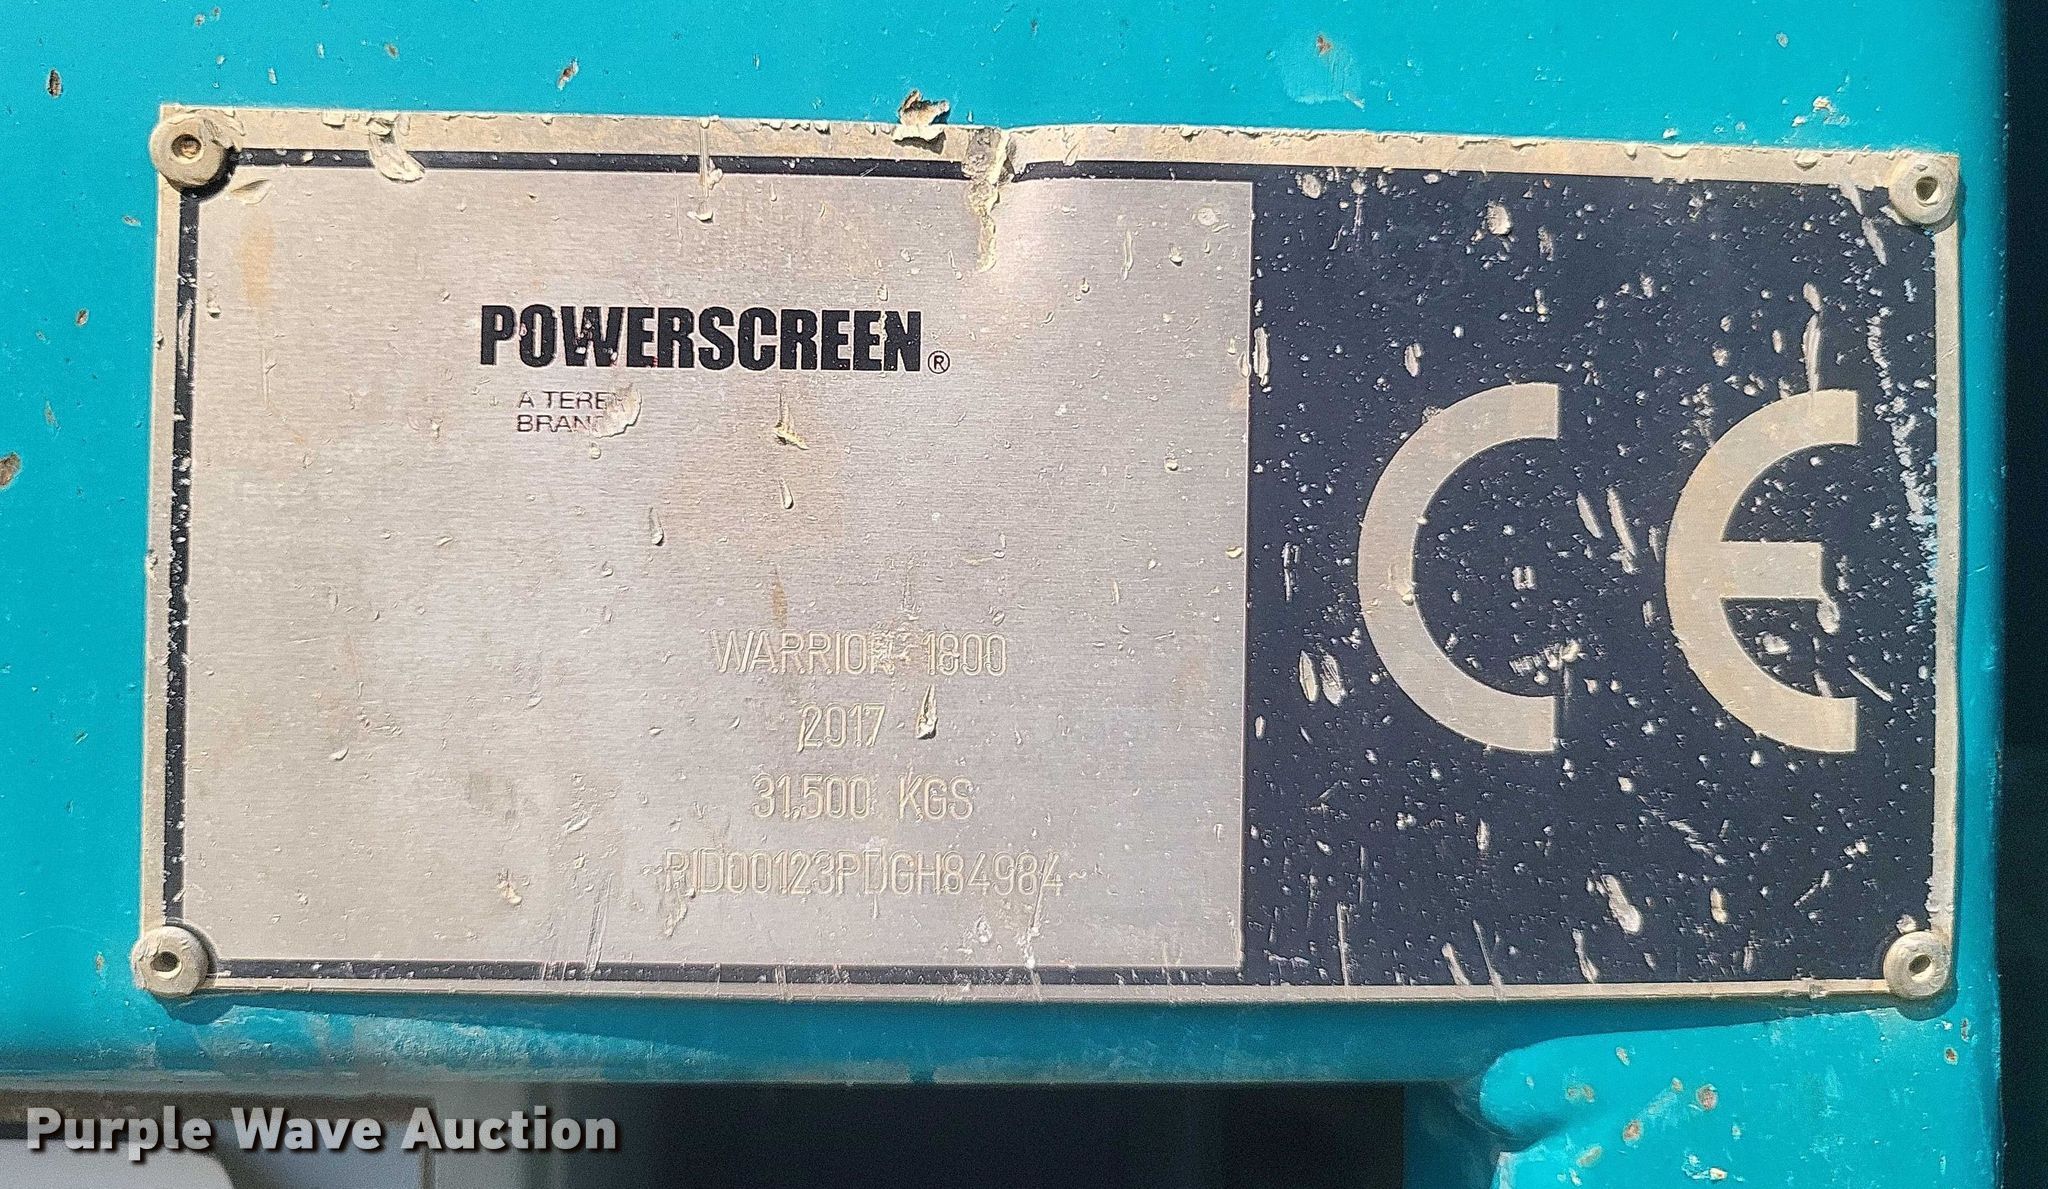 POWERSCREEN®
A TEREX
BRAND
WARRIOR 1800
2017
31,500 KGS
~PID00123PDGH84984~
CE
Purple Wave Auction